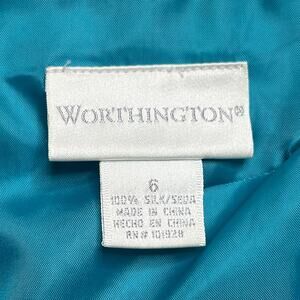 WORTHINGTON®
6
100% SILK/SEDA
MADE IN CHINA
HECHO EN CHINA
RN# 101928